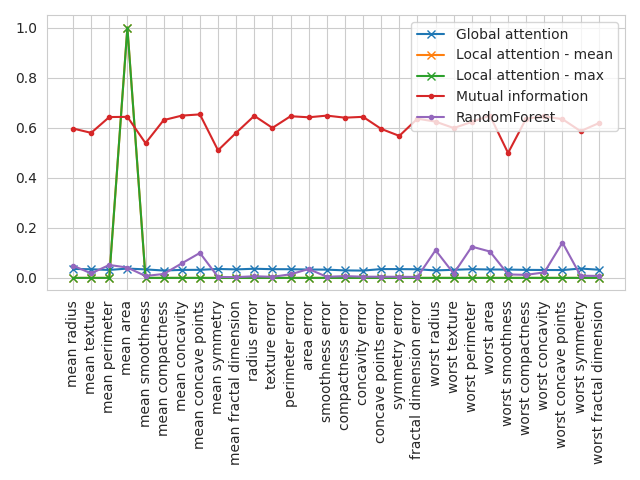 1.0
0.8
0.6
0.4
0.2
0.0
Global attention
Local attention - mean
Local attention - max
Mutual information
RandomForest
mean radius
mean texture
mean perimeter
mean area
mean smoothness
mean compactness
mean concavity
mean concave points
mean symmetry
mean fractal dimension
radius error
texture error
perimeter error
area error
smoothness error
compactness error
concavity error
concave points error
symmetry error
fractal dimension error
worst radius
worst texture
worst perimeter
worst area
worst smoothness
worst compactness
worst concavity
worst concave points
worst symmetry
worst fractal dimension